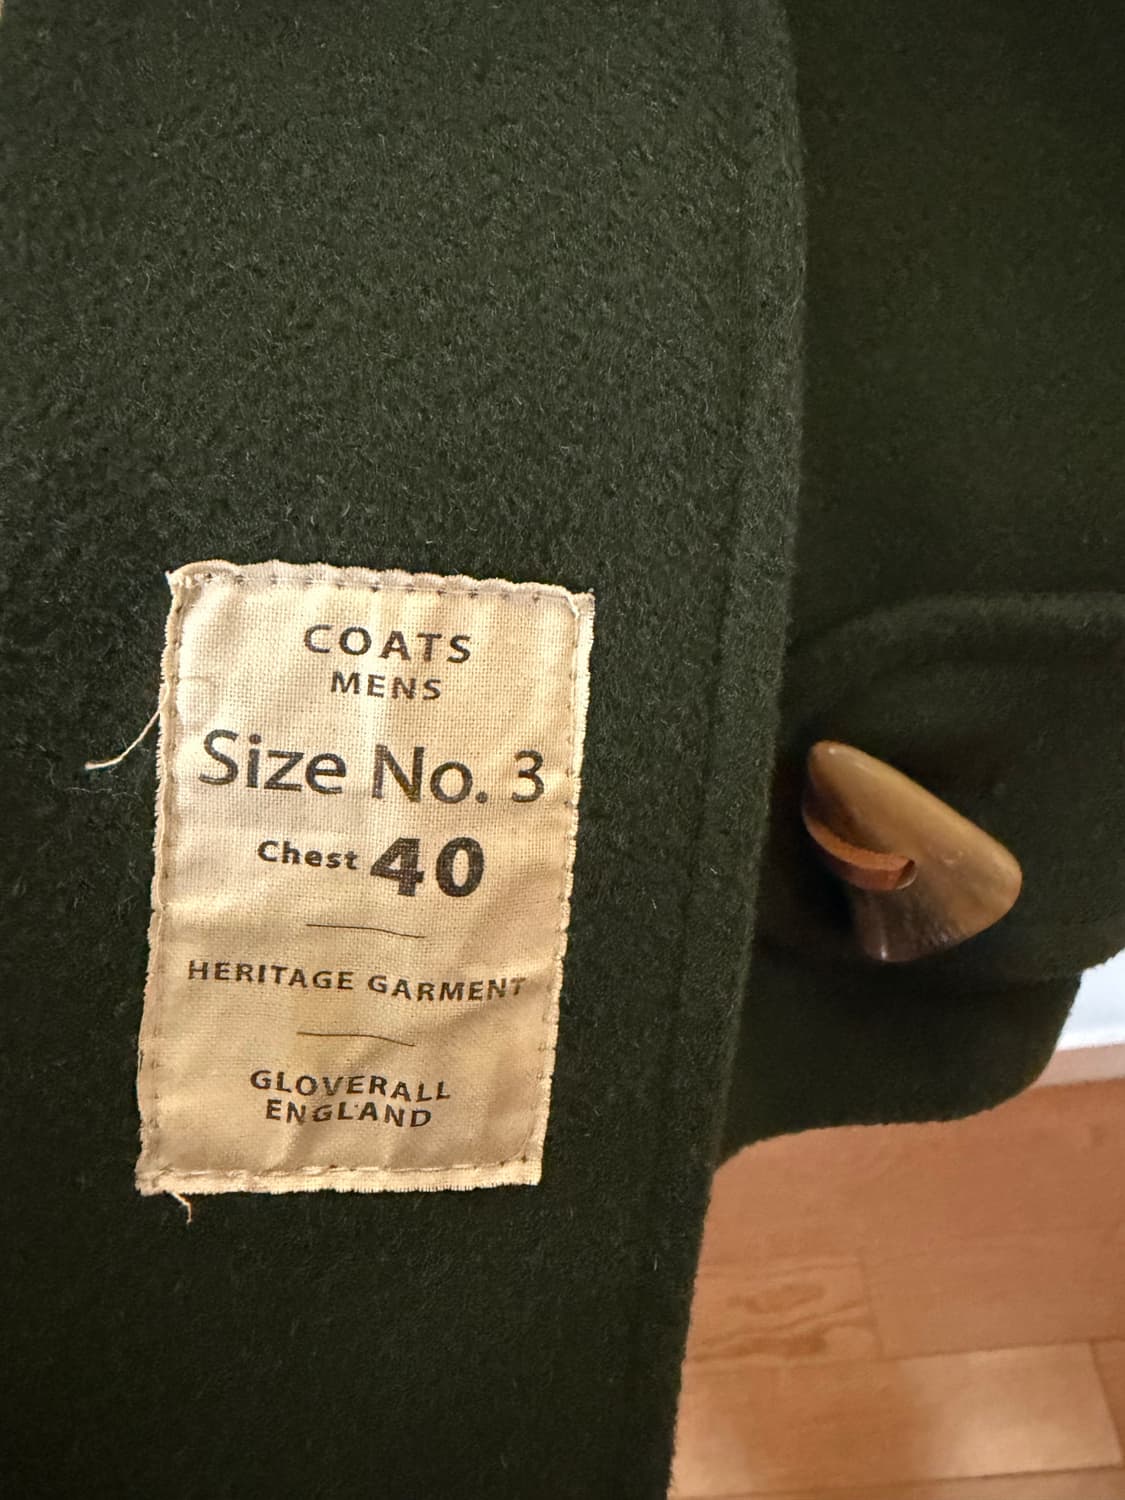 COATS
MENS
Size No. 3
Chest 40
HERITAGE GARMENT
GLOVERALL
ENGLAND